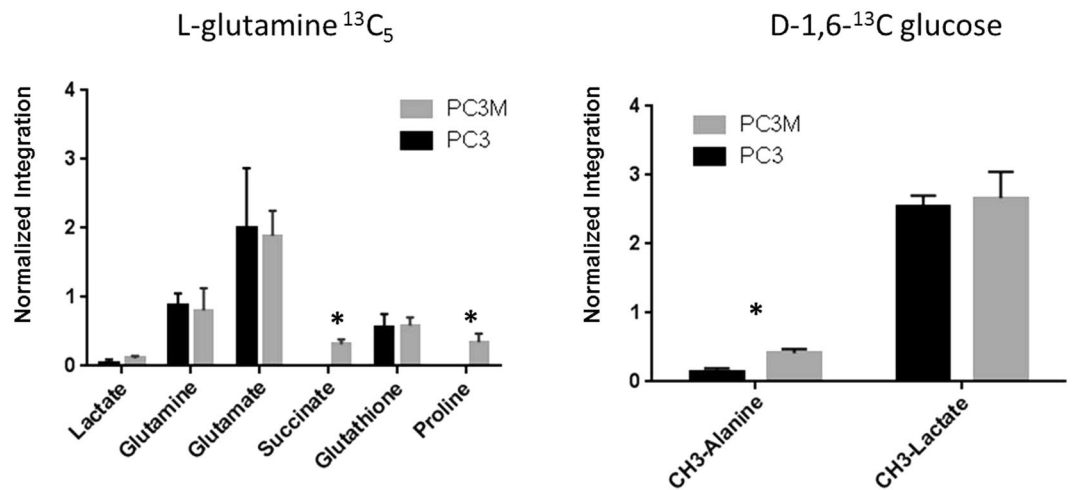 L-glutamine ¹³C₅
Normalized Integration
4
3
2
1
0
PC3M
PC3
*
*
Lactate
Glutamine
Glutamate
Succinate
Glutathione
Proline
D-1,6-¹³C glucose
Normalized Integration
4
3
2
1
0
PC3M
PC3
*
CH3-Alanine
CH3-Lactate